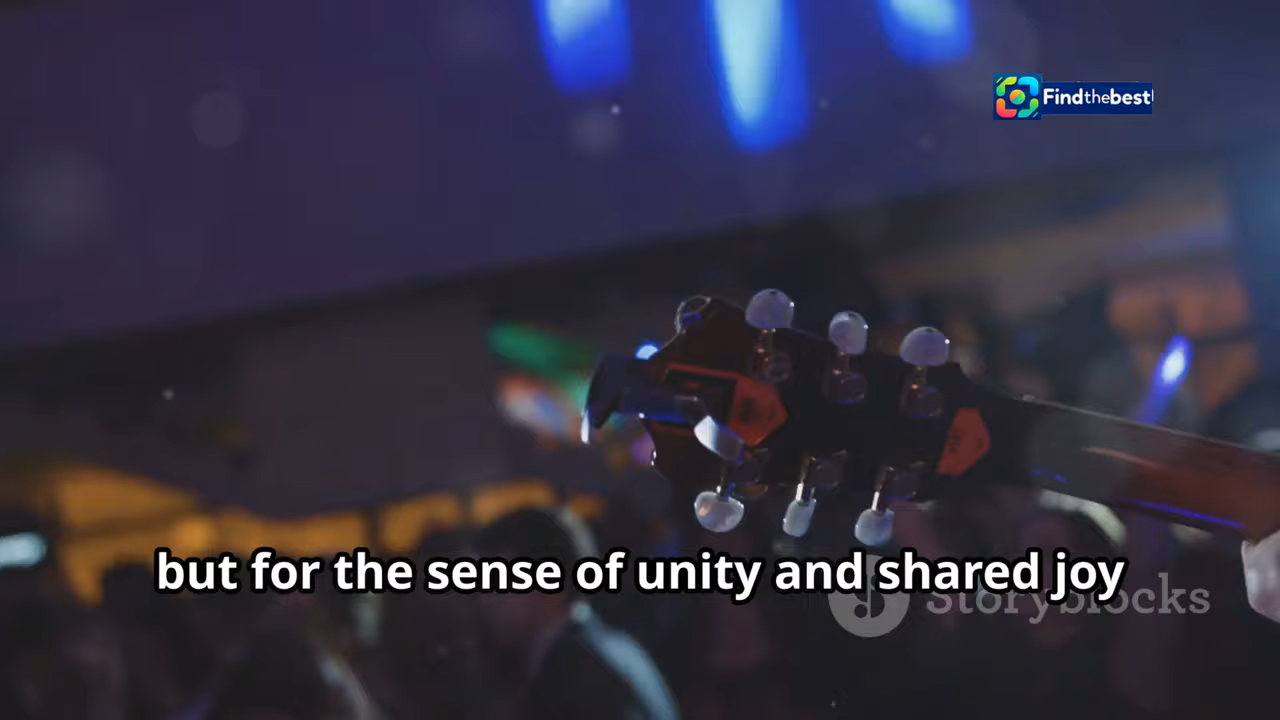 Findthebest
but for the sense of unity and shared joy
Storyblocks